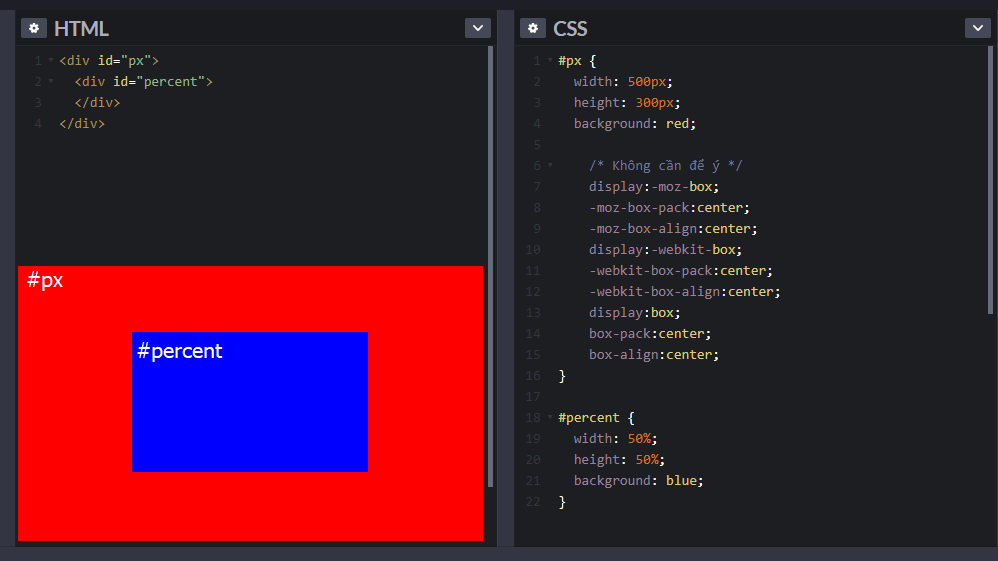 HTML
1 <div id="px">
2 <div id="percent">
3 </div>
4 </div>
#px
#percent
CSS
1 #px {
2 width: 500px;
3 height: 300px;
4 background: red;
5
6 /* Không cần để ý */
7 display:-moz-box;
8 -moz-box-pack:center;
9 -moz-box-align:center;
10 display:-webkit-box;
11 -webkit-box-pack:center;
12 -webkit-box-align:center;
13 display:box;
14 box-pack:center;
15 box-align:center;
16 }
17
18 #percent {
19 width: 50%;
20 height: 50%;
21 background: blue;
22 }